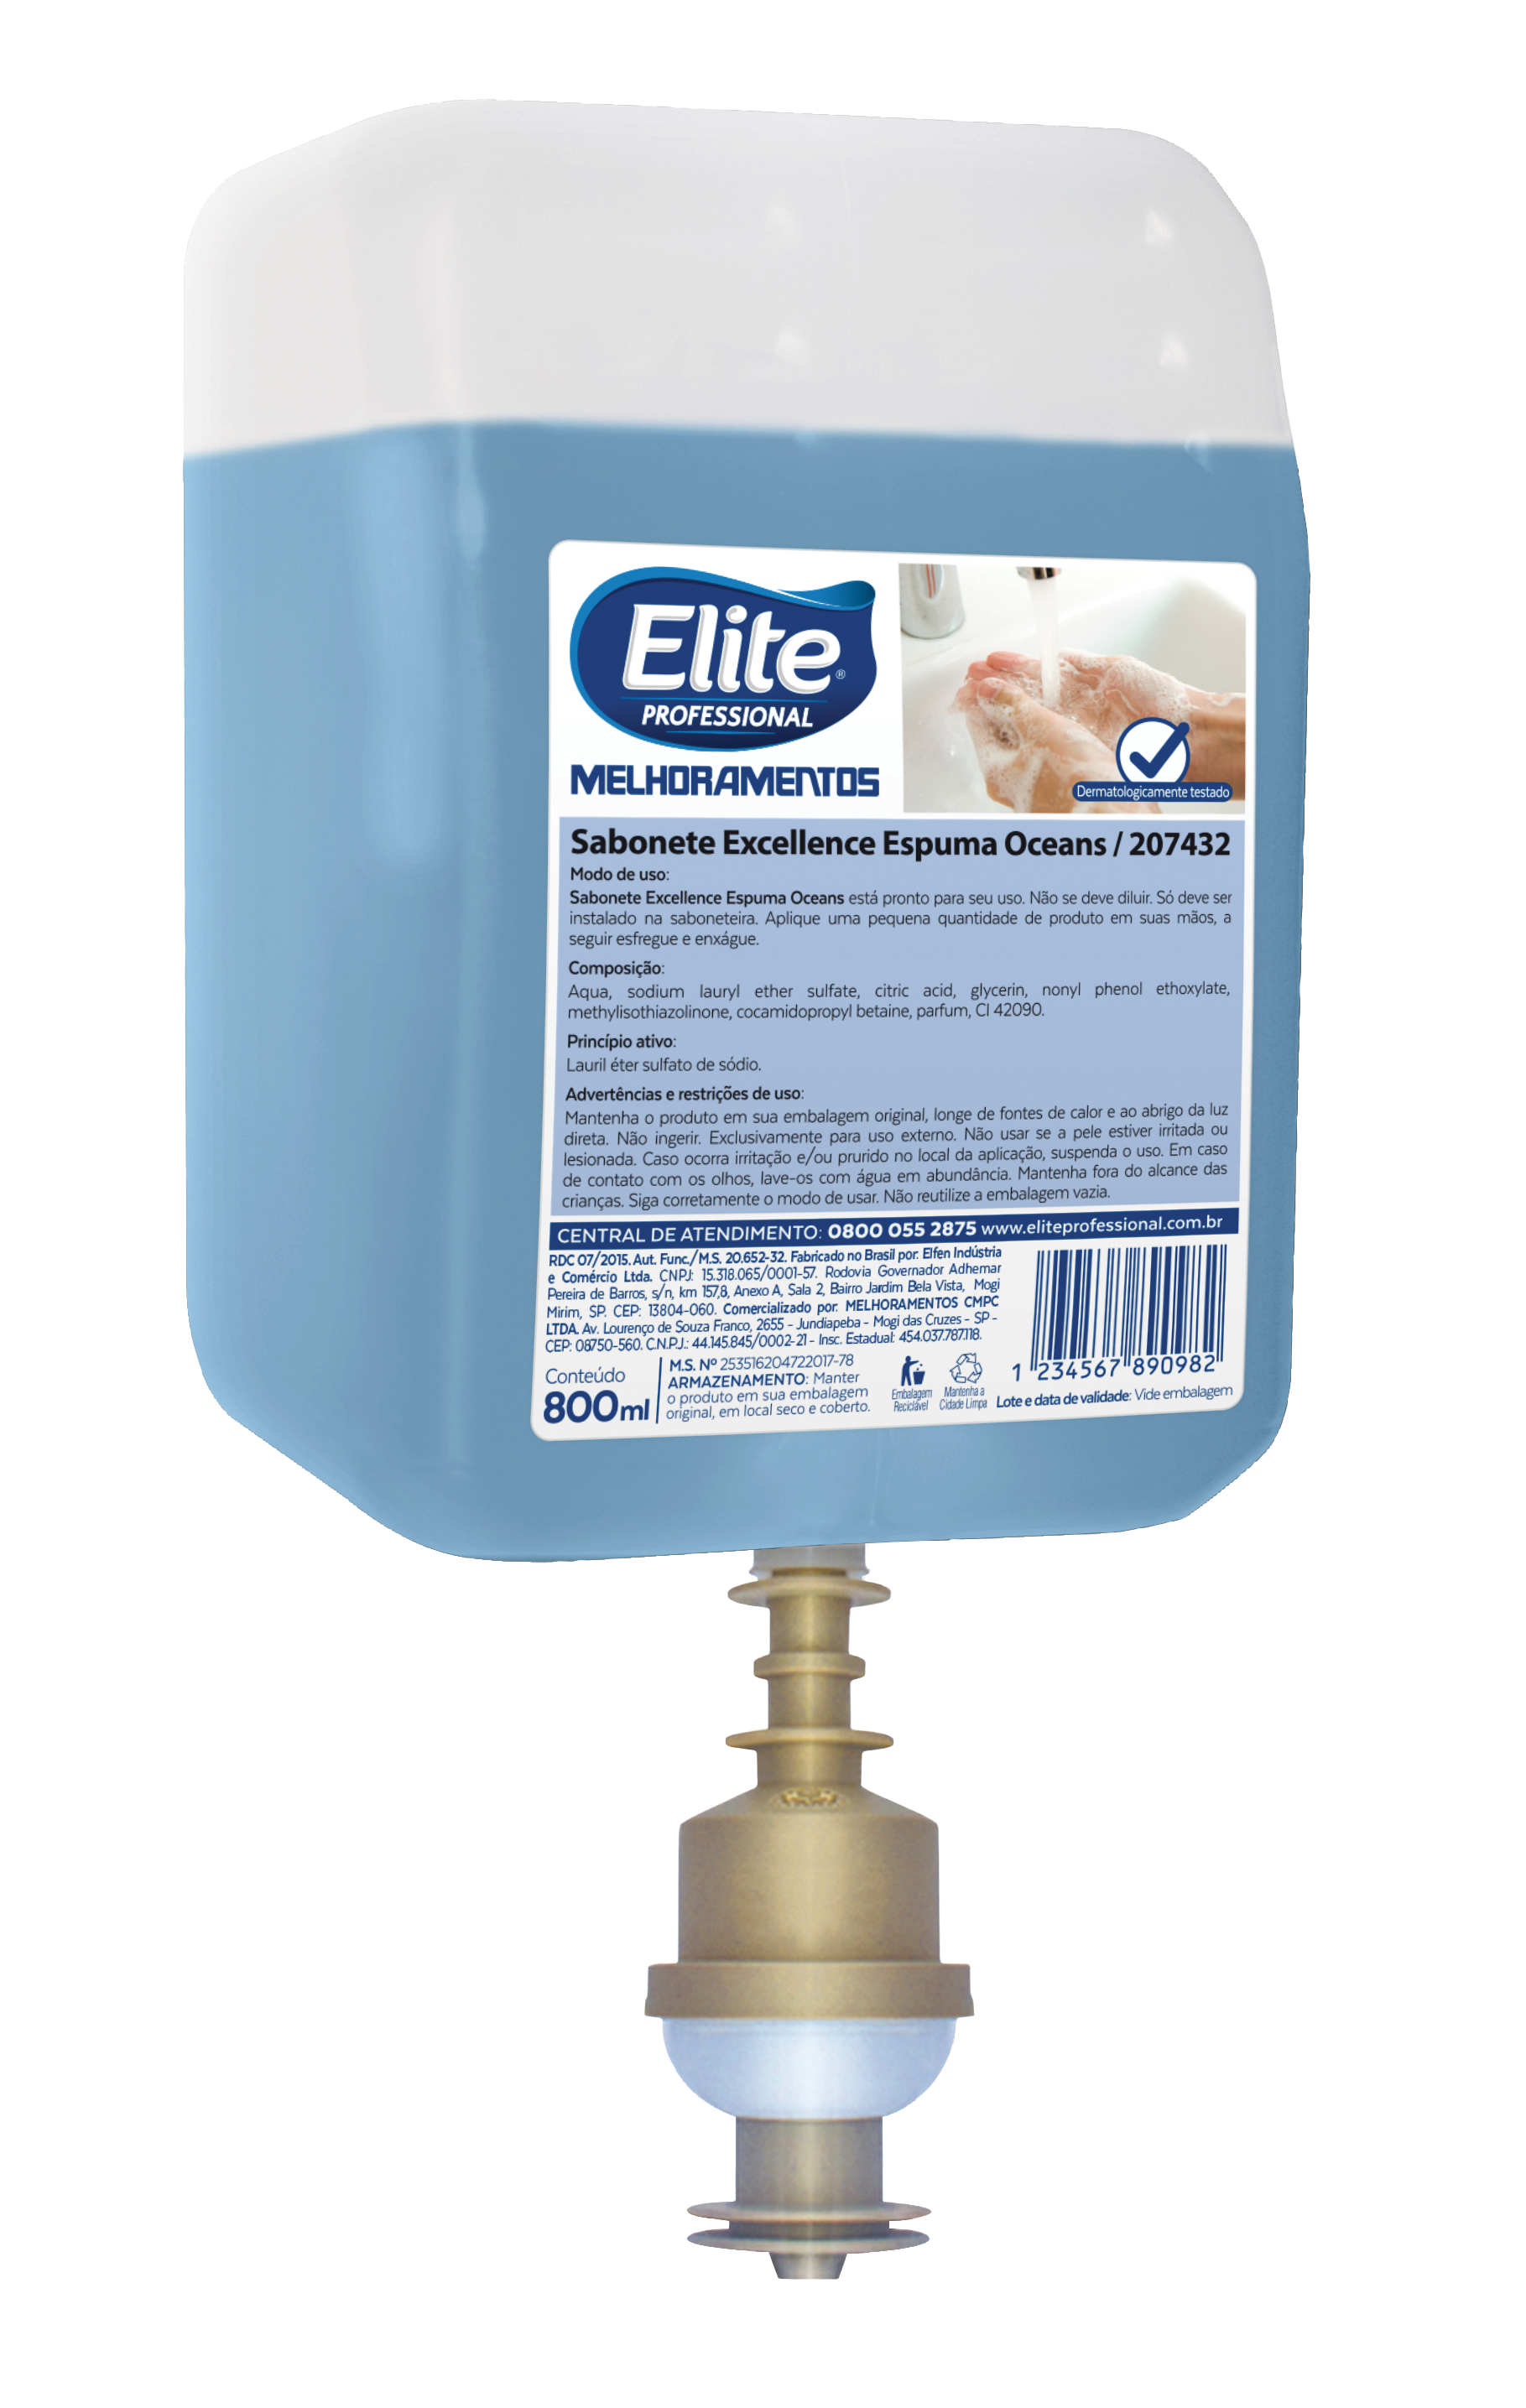 Elite®
PROFESSIONAL
MELHORAMENTOS
Dermatologicamente testado
Sabonete Excellence Espuma Oceans / 207432
Modo de uso:
Sabonete Excellence Espuma Oceans está pronto para seu uso. Não se deve diluir. Só deve ser
instalado na saboneteira. Aplique uma pequena quantidade de produto em suas mãos, a
seguir esfregue e enxágue.
Composição:
Aqua, sodium lauryl ether sulfate, citric acid, glycerin, nonyl phenol ethoxylate,
methylisothiazolinone, cocamidopropyl betaine, parfum, CI 42090.
Princípio ativo:
Lauril éter sulfato de sódio.
Advertências e restrições de uso:
Mantenha o produto em sua embalagem original, longe de fontes de calor e ao abrigo da luz
direta. Não ingerir. Exclusivamente para uso externo. Não usar se a pele estiver irritada ou
lesionada. Caso ocorra irritação e/ou prurido no local da aplicação, suspenda o uso. Em caso
de contato com os olhos, lave-os com água em abundância. Mantenha fora do alcance das
crianças. Siga corretamente o modo de usar. Não reutilize a embalagem vazia.
CENTRAL DE ATENDIMENTO: 0800 055 2875 www.eliteprofessional.com.br
RDC 07/2015. Aut. Func./M.S. 20.652-32. Fabricado no Brasil por: Elfen Indústria
e Comércio Ltda. CNPJ: 15.318.065/0001-57. Rodovia Governador Adhemar
Pereira de Barros, s/n, km 157,8, Anexo A, Sala 2, Bairro Jardim Bela Vista, Mogi
Mirim, SP. CEP: 13804-060. Comercializado por: MELHORAMENTOS CMPC
LTDA. Av. Lourenço de Souza Franco, 2655 - Jundiapeba - Mogi das Cruzes - SP -
CEP: 08750-560. C.N.P.J.: 44.145.845/0002-21 - Insc. Estadual: 454.037.787.118.
Conteúdo
800ml
M.S. Nº 253516204722017-78
ARMAZENAMENTO: Manter
o produto em sua embalagem
original, em local seco e coberto.
Embalagem
Reciclável
Mantenha a
Cidade Limpa
1 234567 890982
Lote e data de validade: Vide embalagem